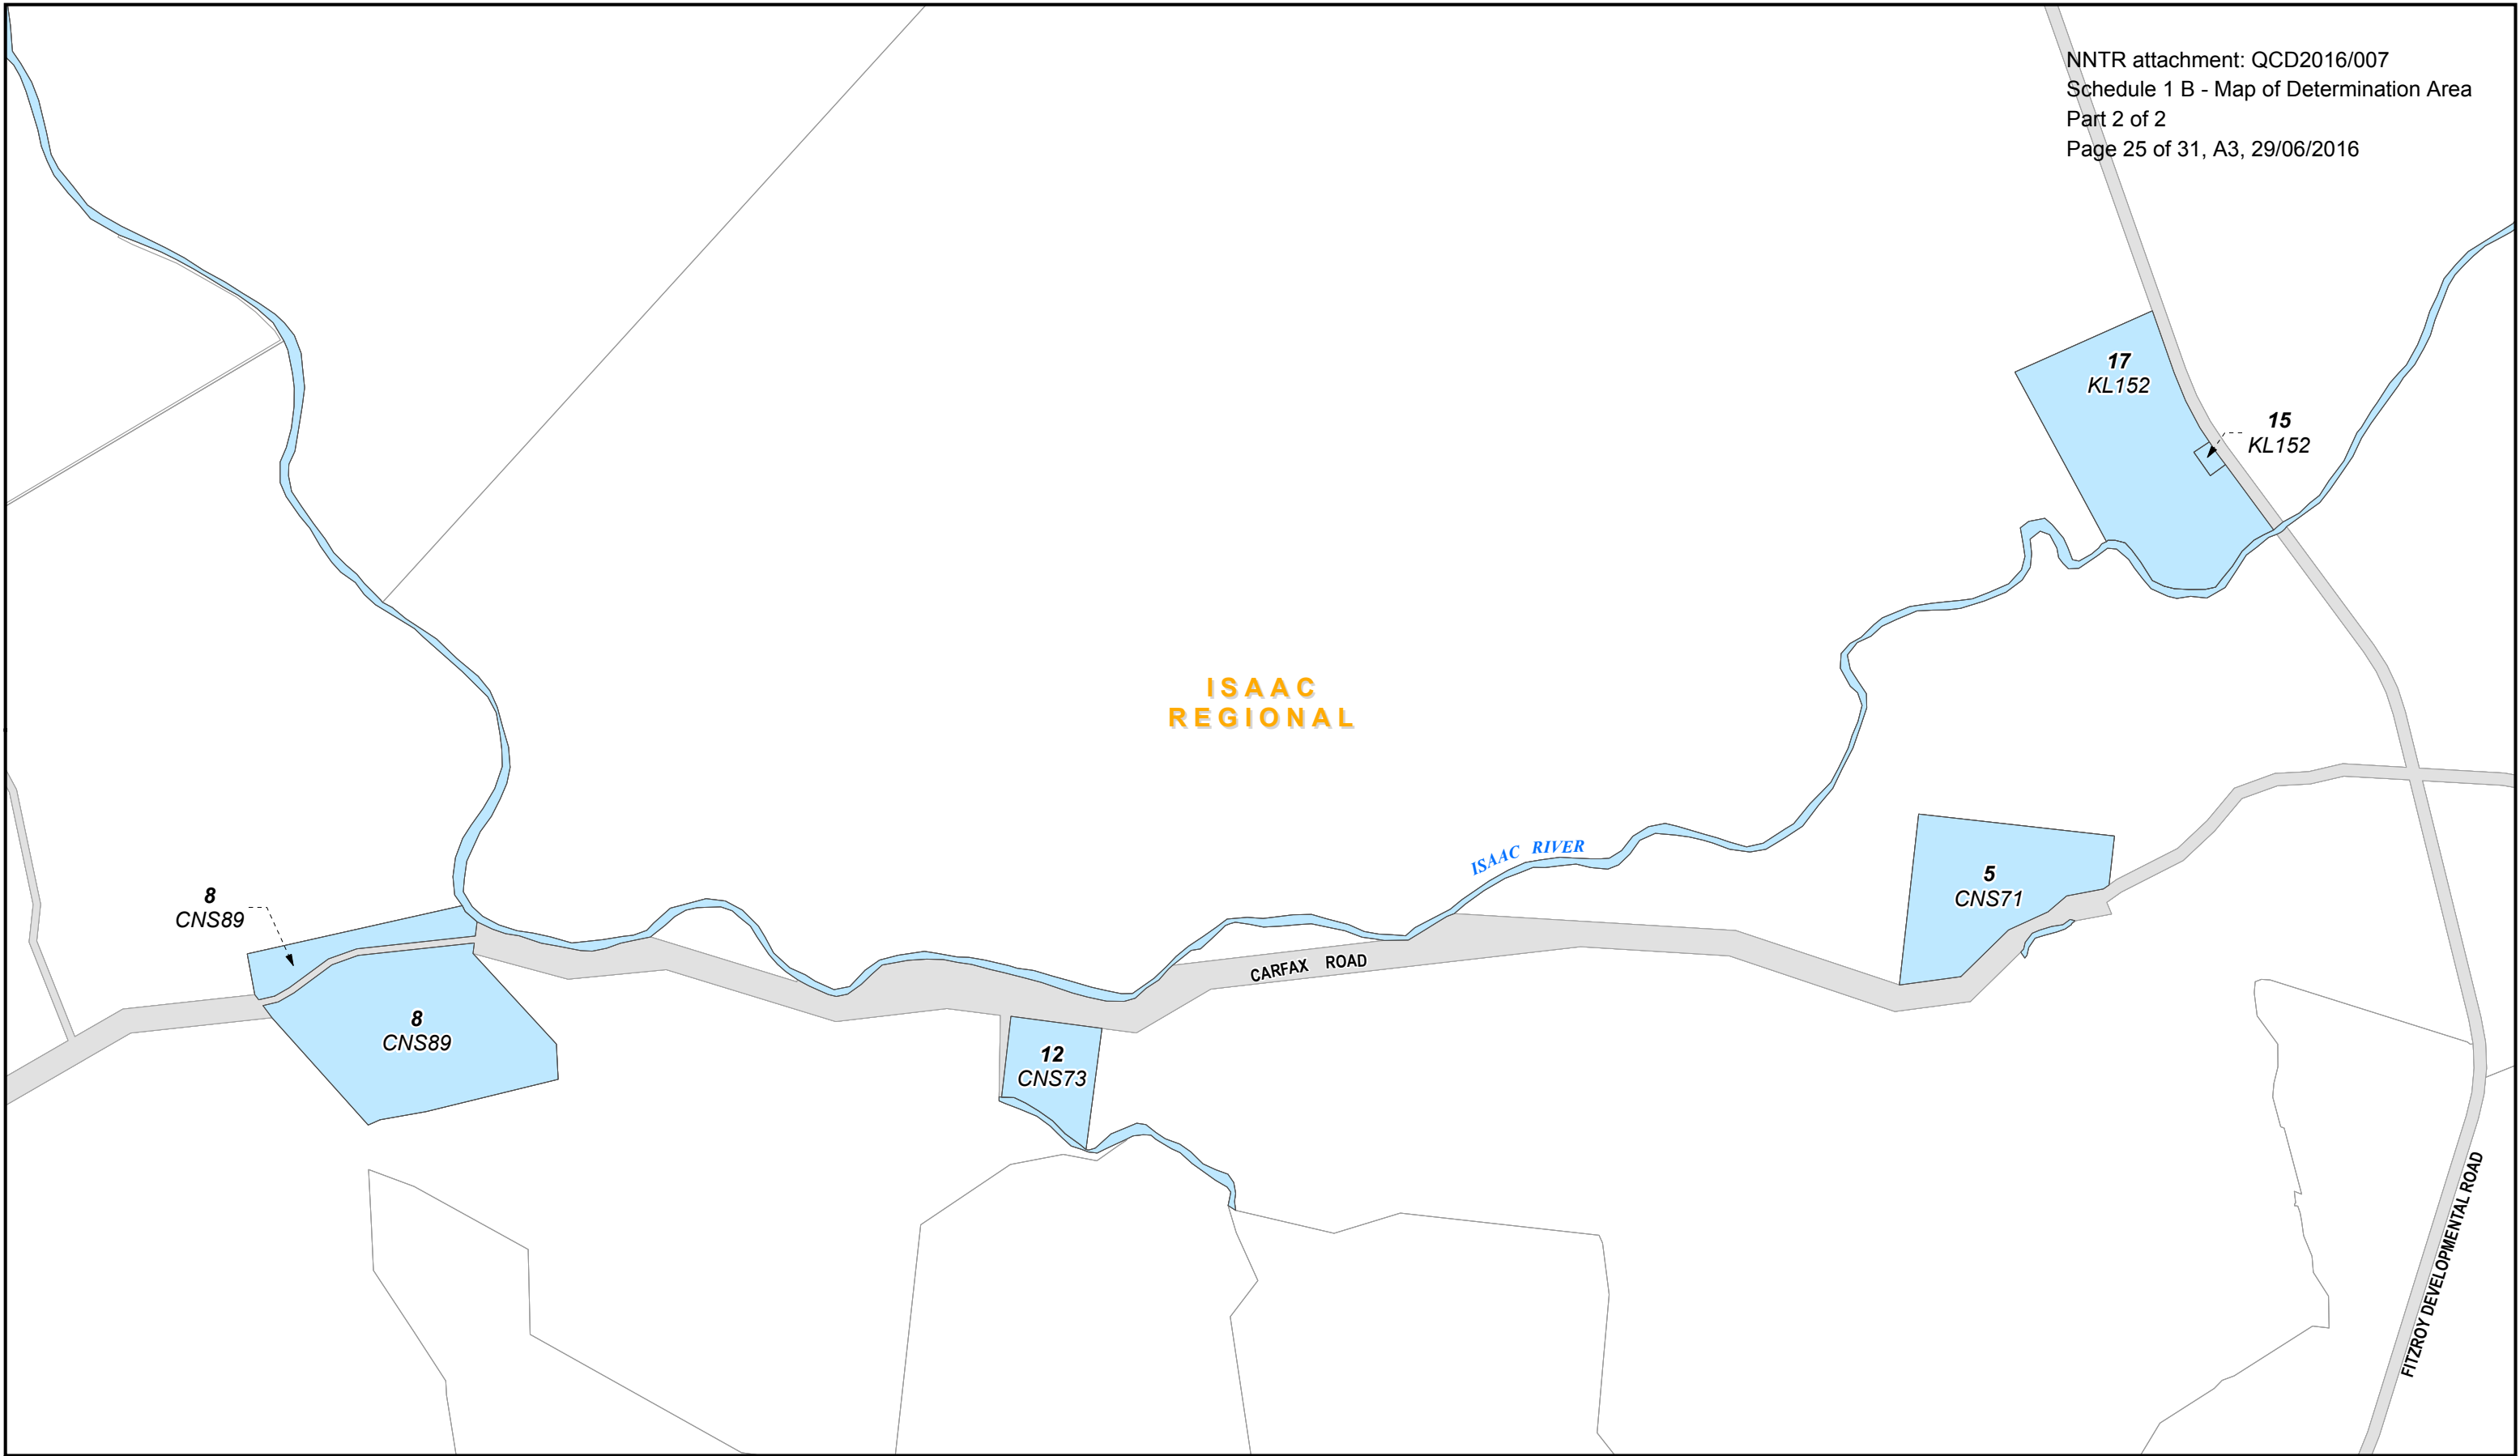 NNTR attachment: QCD2016/007
Schedule 1 B - Map of Determination Area
Part 2 of 2
Page 25 of 31, A3, 29/06/2016
17
KL152
15
KL152
ISAAC
REGIONAL
ISAAC RIVER
5
CNS71
8
CNS89
CARFAX ROAD
8
CNS89
12
CNS73
FITZROY DEVELOPMENTAL ROAD